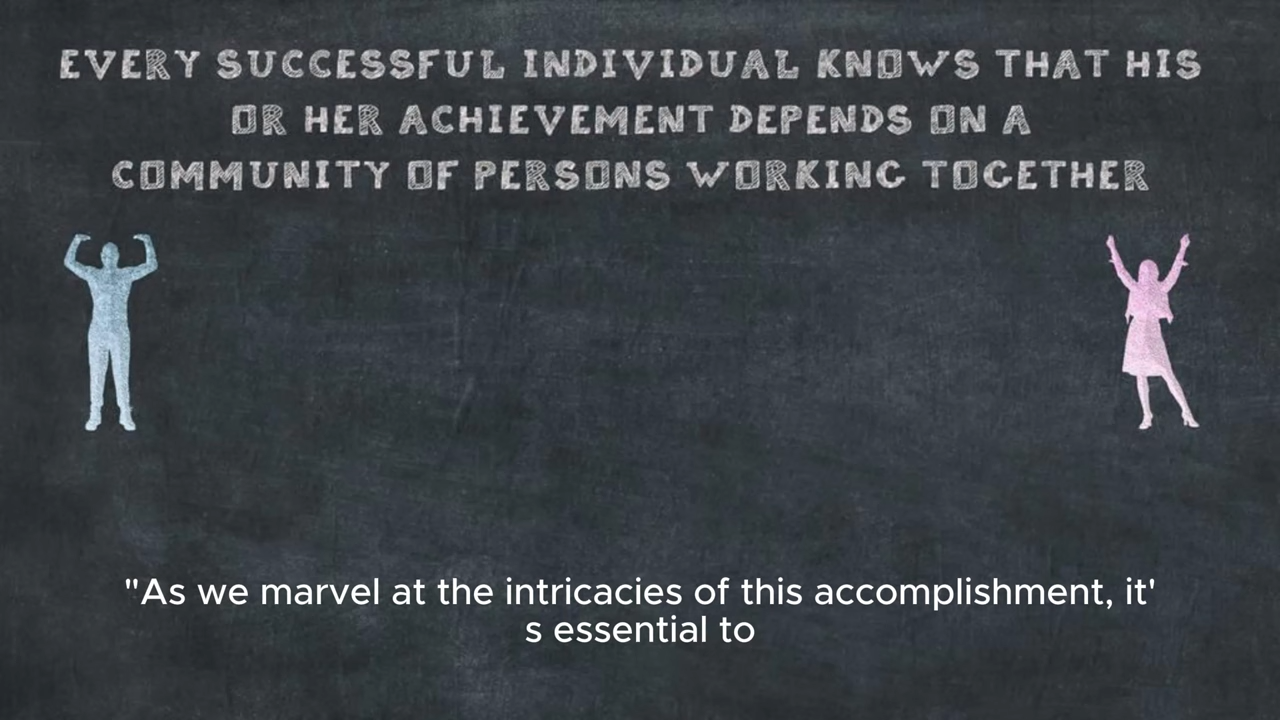 EVERY SUCCESSFUL INDIVIDUAL KNOWS THAT HIS
OR HER ACHIEVEMENT DEPENDS ON A
COMMUNITY OF PERSONS WORKING TOGETHER
"As we marvel at the intricacies of this accomplishment, it'
s essential to